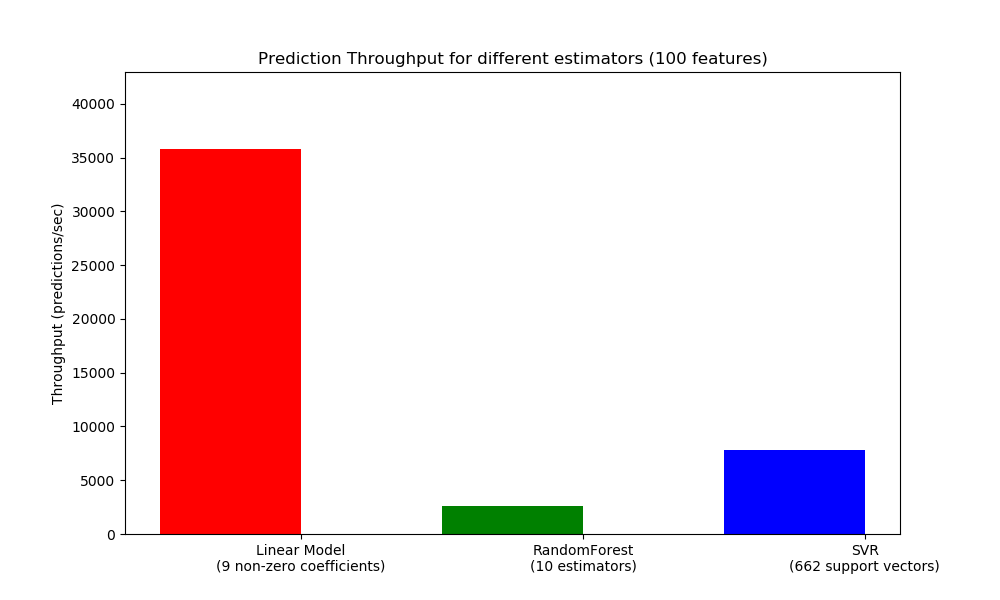 Prediction Throughput for different estimators (100 features)
Throughput (predictions/sec)
40000
35000
30000
25000
20000
15000
10000
5000
0
Linear Model
(9 non-zero coefficients)
RandomForest
(10 estimators)
SVR
(662 support vectors)